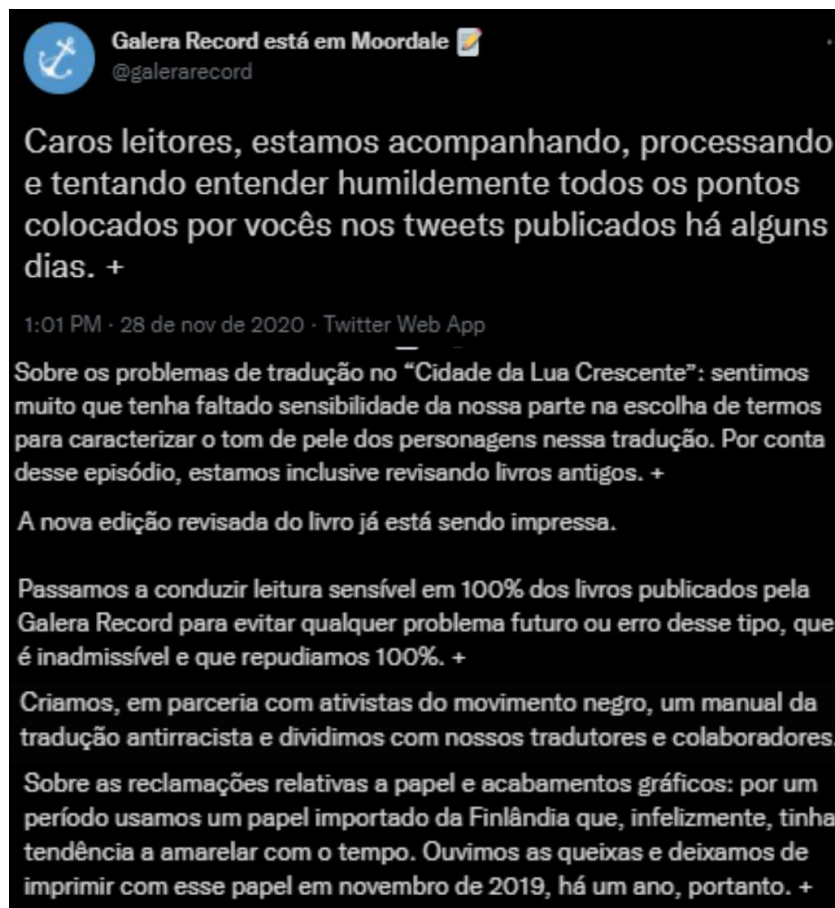 Galera Record está em Moordale 📝
@galerarecord
Caros leitores, estamos acompanhando, processando
e tentando entender humildemente todos os pontos
colocados por vocês nos tweets publicados há alguns
dias. +
1:01 PM · 28 de nov de 2020 · Twitter Web App
Sobre os problemas de tradução no “Cidade da Lua Crescente”: sentimos
muito que tenha faltado sensibilidade da nossa parte na escolha de termos
para caracterizar o tom de pele dos personagens nessa tradução. Por conta
desse episódio, estamos inclusive revisando livros antigos. +
A nova edição revisada do livro já está sendo impressa.
Passamos a conduzir leitura sensível em 100% dos livros publicados pela
Galera Record para evitar qualquer problema futuro ou erro desse tipo, que
é inadmissível e que repudiamos 100%. +
Criamos, em parceria com ativistas do movimento negro, um manual da
tradução antirracista e dividimos com nossos tradutores e colaboradores.
Sobre as reclamações relativas a papel e acabamentos gráficos: por um
período usamos um papel importado da Finlândia que, infelizmente, tinha
tendência a amarelar com o tempo. Ouvimos as queixas e deixamos de
imprimir com esse papel em novembro de 2019, há um ano, portanto. +